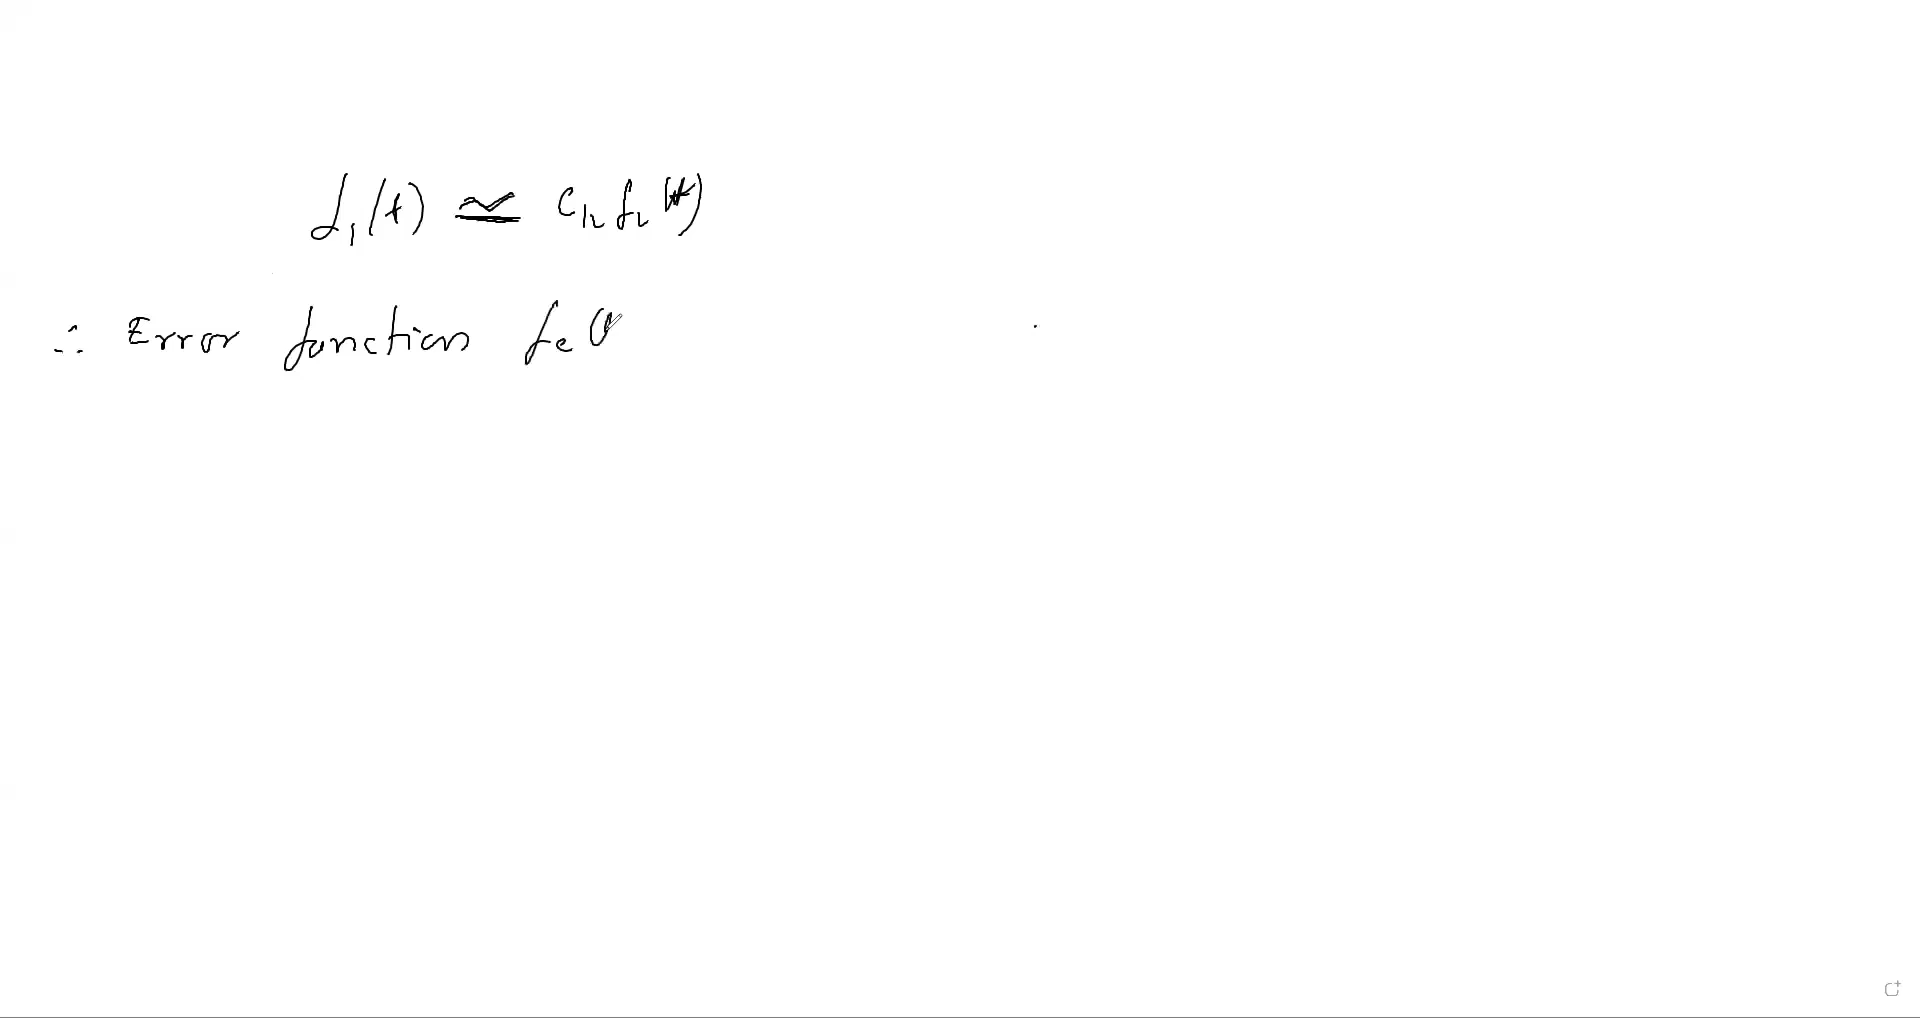 f₁(t) ≃ C₁₂ f₂(t)
∴ Error function fe(